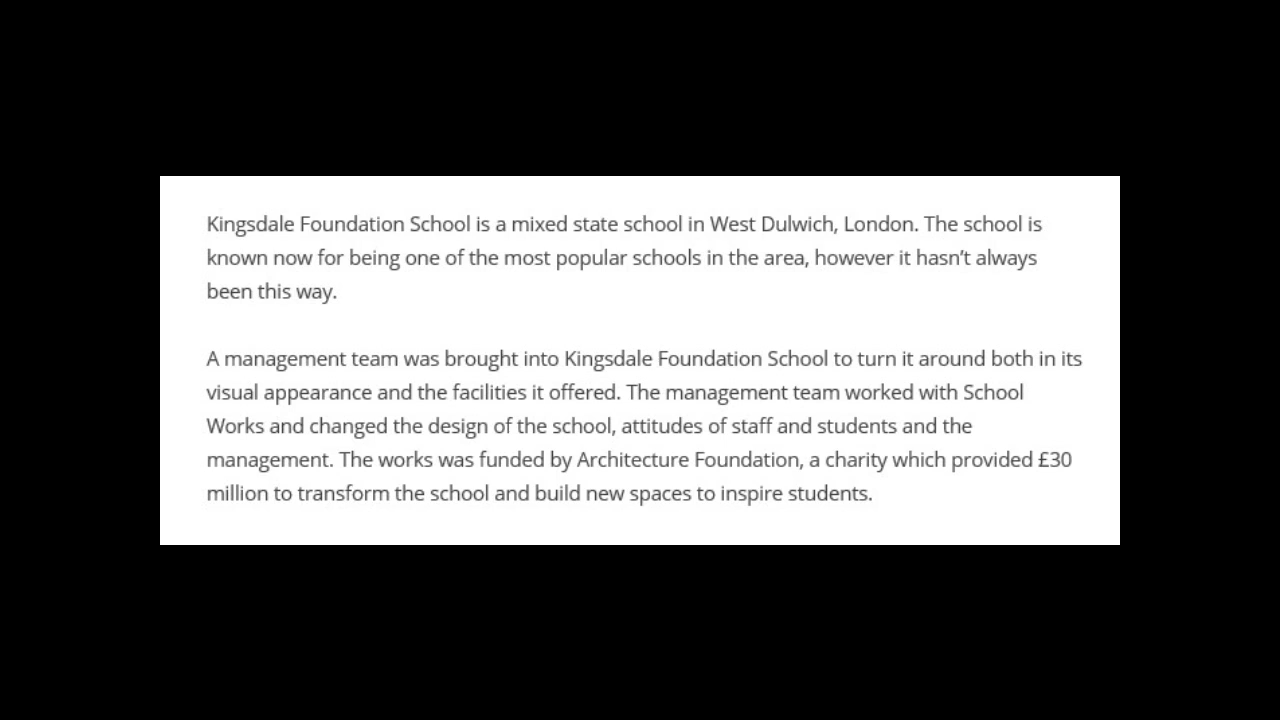 Kingsdale Foundation School is a mixed state school in West Dulwich, London. The school is
known now for being one of the most popular schools in the area, however it hasn’t always
been this way.
A management team was brought into Kingsdale Foundation School to turn it around both in its
visual appearance and the facilities it offered. The management team worked with School
Works and changed the design of the school, attitudes of staff and students and the
management. The works was funded by Architecture Foundation, a charity which provided £30
million to transform the school and build new spaces to inspire students.